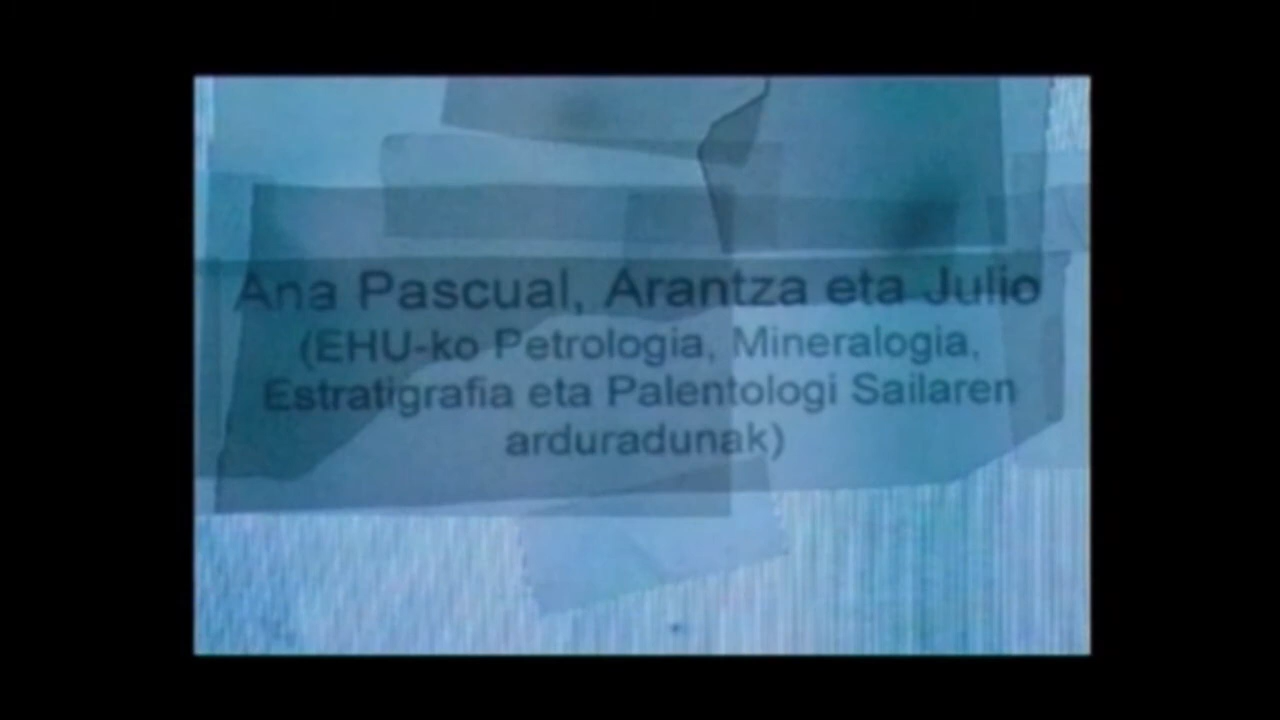 Ana Pascual, Arantza eta Julio
(EHU-ko Petrologia, Mineralogia,
Estratigrafia eta Palentologi Sailaren
arduradunak)